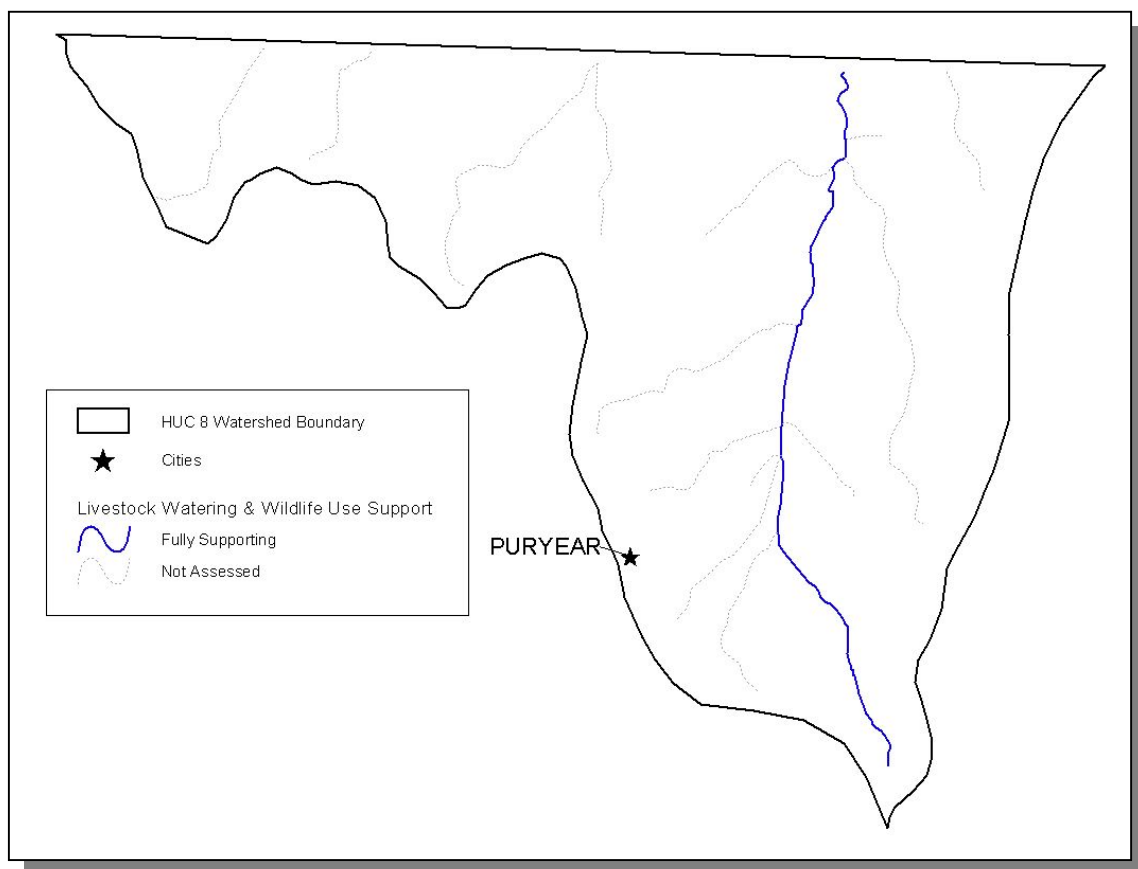 HUC 8 Watershed Boundary
Cities
Livestock Watering & Wildlife Use Support
Fully Supporting
Not Assessed
PURYEAR